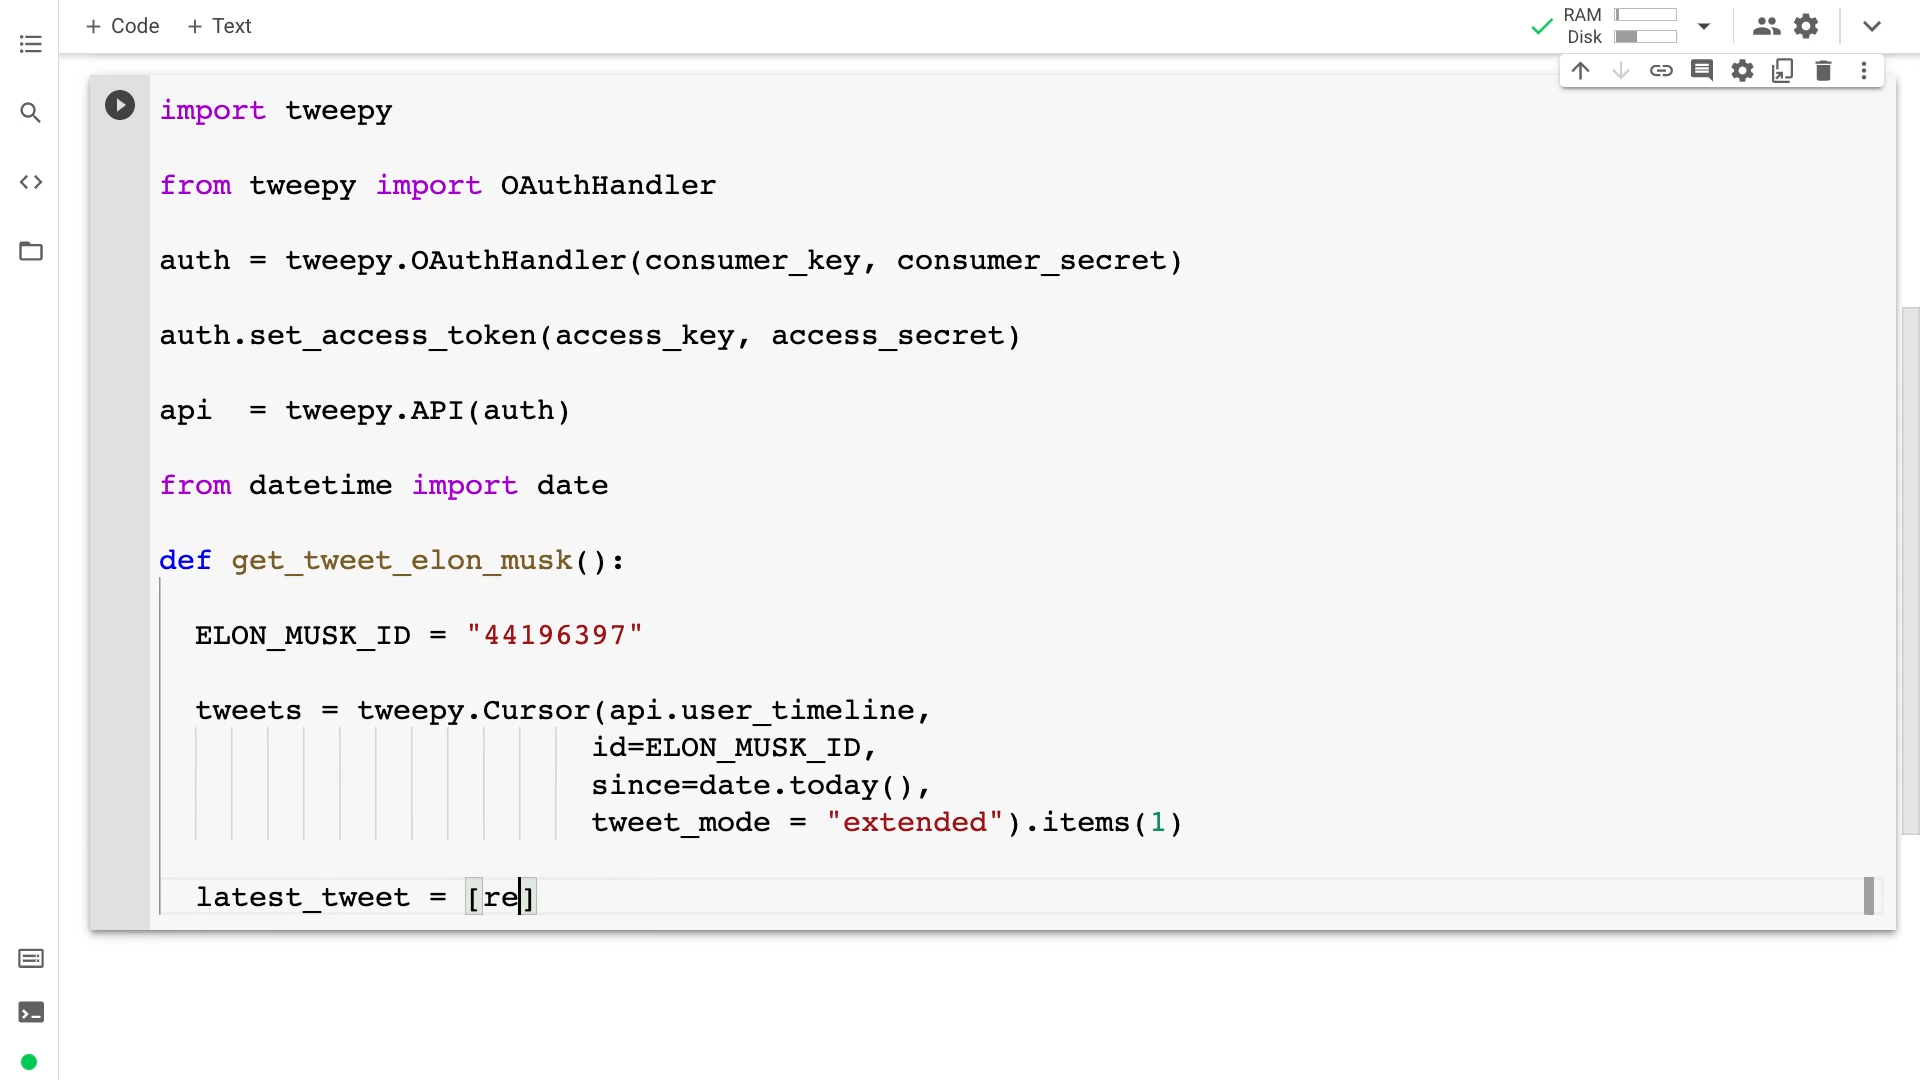 + Code + Text
RAM
Disk
import tweepy
from tweepy import OAuthHandler
auth = tweepy.OAuthHandler(consumer_key, consumer_secret)
auth.set_access_token(access_key, access_secret)
api  = tweepy.API(auth)
from datetime import date
def get_tweet_elon_musk():
ELON_MUSK_ID = "44196397"
tweets = tweepy.Cursor(api.user_timeline,
id=ELON_MUSK_ID,
since=date.today(),
tweet_mode = "extended").items(1)
latest_tweet = [re]